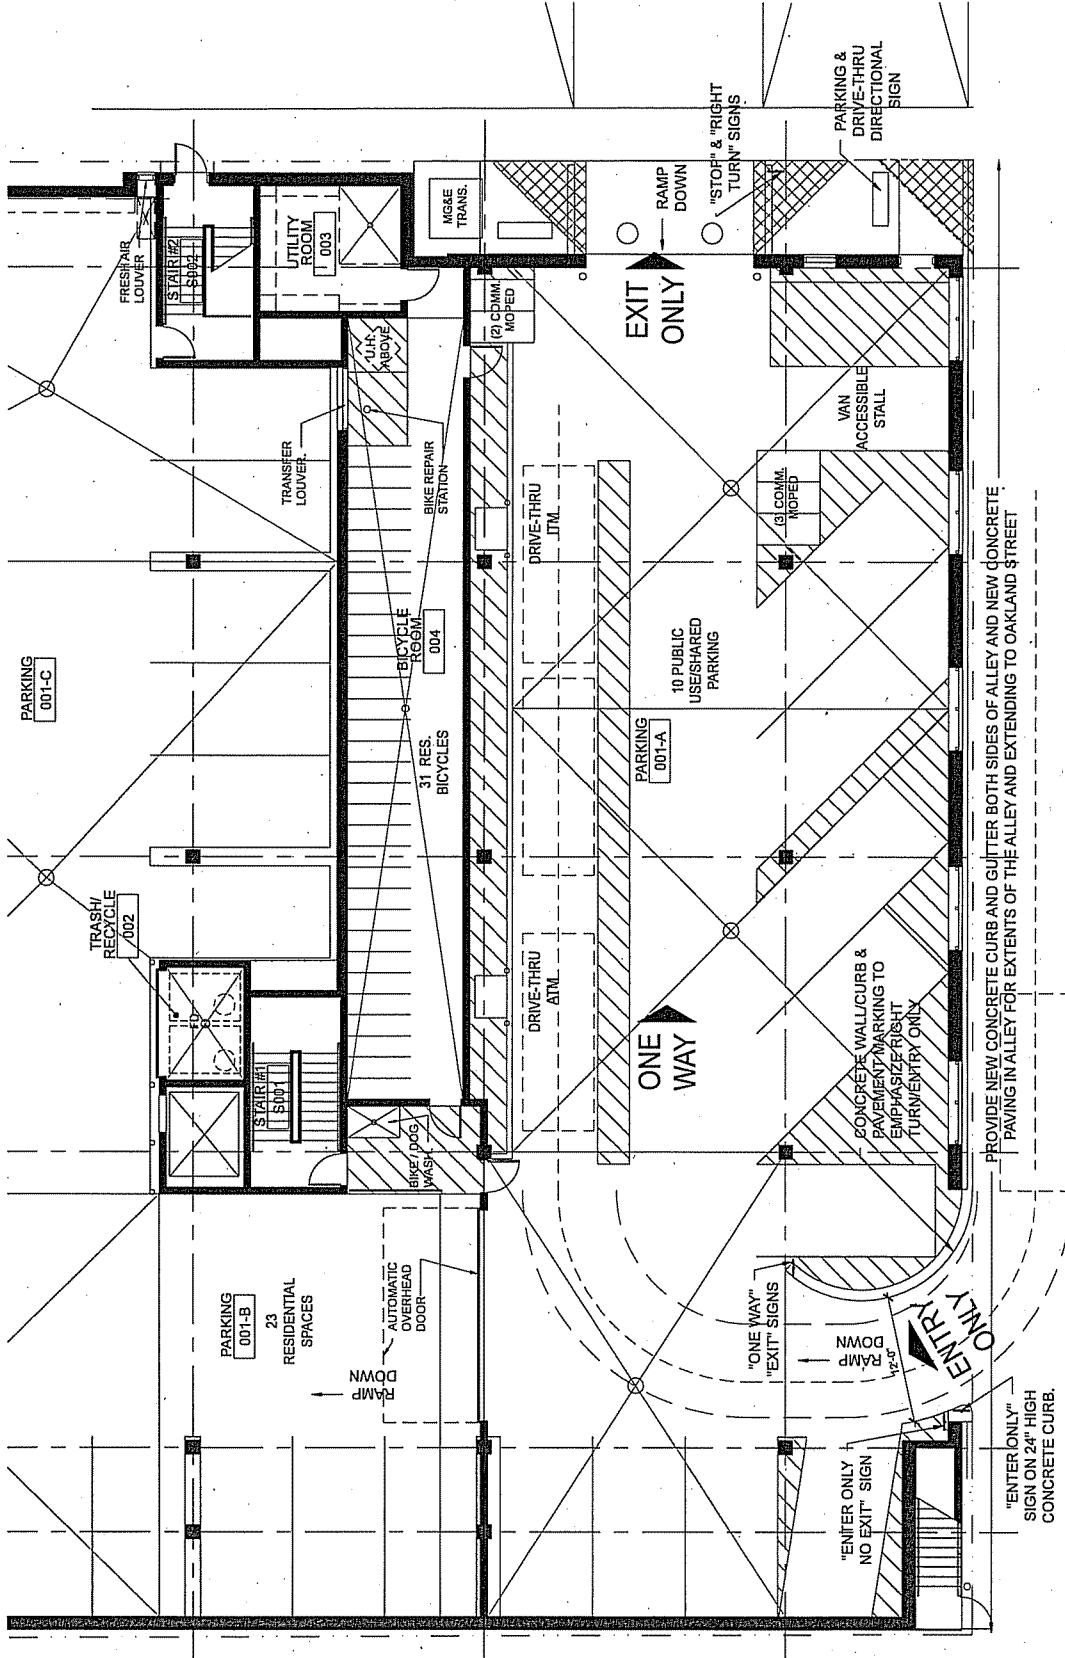 PARKING
001-C
FRESH AIR
LOUVER
STAIR #2
S002
UTILITY
ROOM
003
MG&E
TRANS.
RAMP
DOWN
"STOP" & "RIGHT
TURN" SIGNS
PARKING &
DRIVE-THRU
DIRECTIONAL
SIGN
TRANSFER
LOUVER.
U.H.
ABOVE
BIKE REPAIR
STATION
(2) COMM.
MOPED
EXIT
ONLY
VAN
ACCESSIBLE
STALL
(3) COMM.
MOPED
DRIVE-THRU
ITM
BICYCLE
ROOM
004
31 RES.
BICYCLES
10 PUBLIC
USE/SHARED
PARKING
PARKING
001-A
TRASH/
RECYCLE
002
STAIR #1
S001
BIKE / DOG
WASH
DRIVE-THRU
ATM
ONE
WAY
CONCRETE WALL/CURB &
PAVEMENT MARKING TO
EMPHASIZE RIGHT
TURN/ENTRY ONLY
PROVIDE NEW CONCRETE CURB AND GUTTER BOTH SIDES OF ALLEY AND NEW CONCRETE
PAVING IN ALLEY FOR EXTENTS OF THE ALLEY AND EXTENDING TO OAKLAND STREET
PARKING
001-B
23
RESIDENTIAL
SPACES
AUTOMATIC
OVERHEAD
DOOR
RAMP
DOWN
"ONE WAY"
"EXIT" SIGNS
RAMP
DOWN
12'-0"
ENTRY
ONLY
"ENTER ONLY
NO EXIT" SIGN
"ENTER ONLY"
SIGN ON 24" HIGH
CONCRETE CURB.